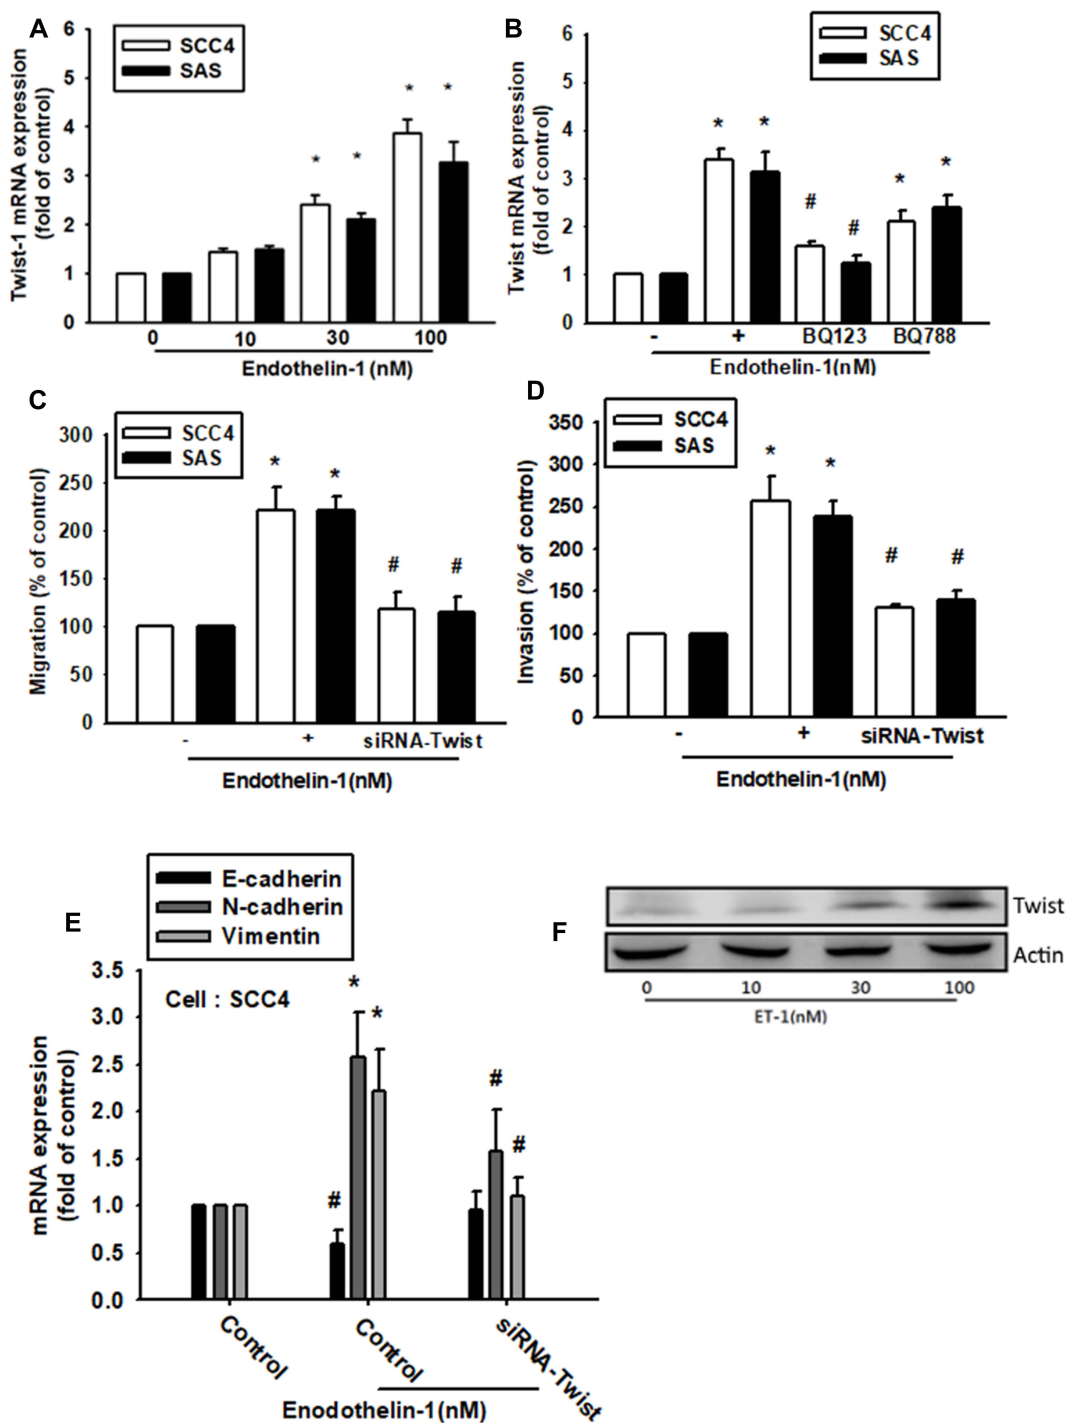 A
Twist-1 mRNA expression
(fold of control)
6
5
4
3
2
1
0
SCC4
SAS
*
*
*
*
0 10 30 100
Endothelin-1 (nM)
B
Twist mRNA expression
(fold of control)
6
5
4
3
2
1
0
SCC4
SAS
*
*
#
#
*
*
- + BQ123 BQ788
Endothelin-1(nM)
C
Migration (% of control)
300
250
200
150
100
50
0
SCC4
SAS
*
*
#
#
- + siRNA-Twist
Endothelin-1(nM)
D
Invasion (% of control)
350
300
250
200
150
100
50
0
SCC4
SAS
*
*
#
#
- + siRNA-Twist
Endothelin-1(nM)
E
E-cadherin
N-cadherin
Vimentin
mRNA expression
(fold of control)
3.5
3.0
2.5
2.0
1.5
1.0
0.5
0.0
Cell : SCC4
#
*
*
#
#
Control
Control
siRNA-Twist
Enodothelin-1(nM)
F
Twist
Actin
0 10 30 100
ET-1(nM)